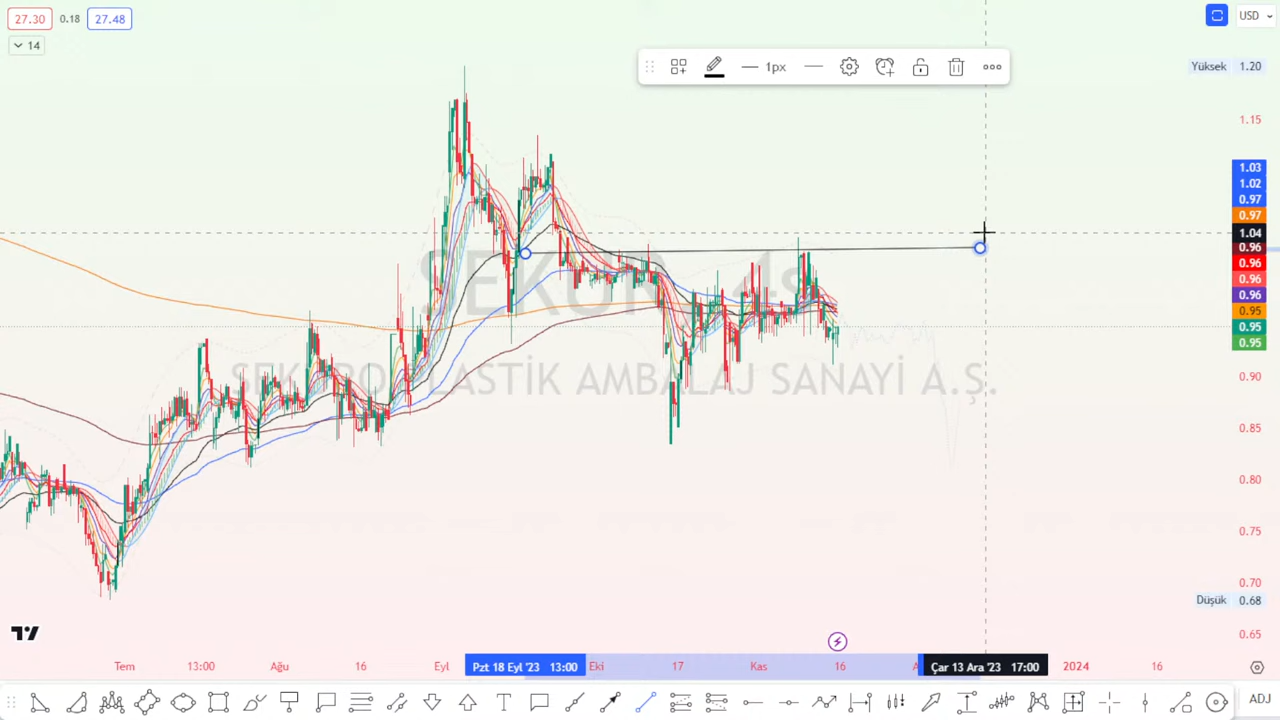 27.30 0.18 27.48
USD
14
1px
Yüksek 1.20
1.15
1.03
1.02
0.97
0.97
1.04
0.96
0.96
0.96
0.96
0.95
0.95
0.95
SEKUR, 4s
SEKURO PLASTİK AMBALAJ SANAYİ A.Ş.
0.90
0.85
0.80
0.75
0.70
Düşük 0.68
0.65
Tem 13:00 Ağu 16 Eyl Pzt 18 Eyl '23 13:00 Eki 17 Kas 16 Çar 13 Ara '23 17:00 2024 16
ADJ